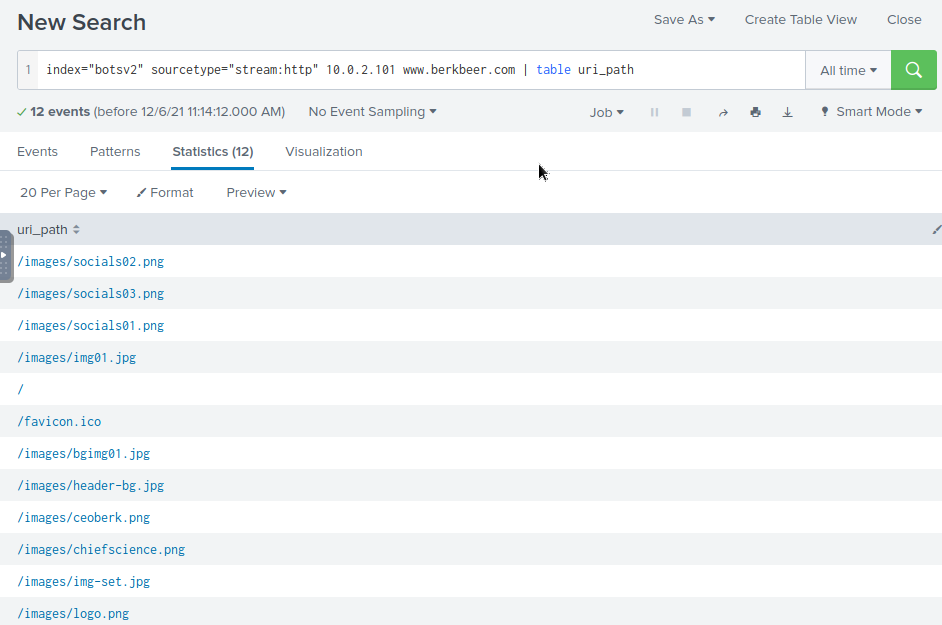 New Search
Save As Create Table View Close
1 index="botsv2" sourcetype="stream:http" 10.0.2.101 www.berkbeer.com | table uri_path
All time
12 events (before 12/6/21 11:14:12.000 AM) No Event Sampling Job Smart Mode
Events Patterns Statistics (12) Visualization
20 Per Page Format Preview
uri_path
/images/socials02.png
/images/socials03.png
/images/socials01.png
/images/img01.jpg
/
/favicon.ico
/images/bgimg01.jpg
/images/header-bg.jpg
/images/ceoberk.png
/images/chiefscience.png
/images/img-set.jpg
/images/logo.png